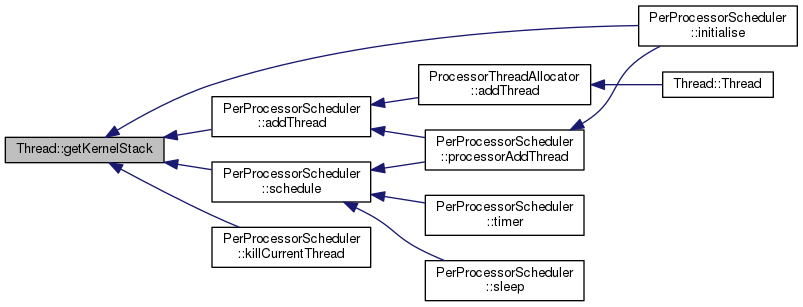 Thread::getKernelStack
PerProcessorScheduler
::initialise
PerProcessorScheduler
::addThread
ProcessorThreadAllocator
::addThread
Thread::Thread
PerProcessorScheduler
::processorAddThread
PerProcessorScheduler
::schedule
PerProcessorScheduler
::timer
PerProcessorScheduler
::sleep
PerProcessorScheduler
::killCurrentThread